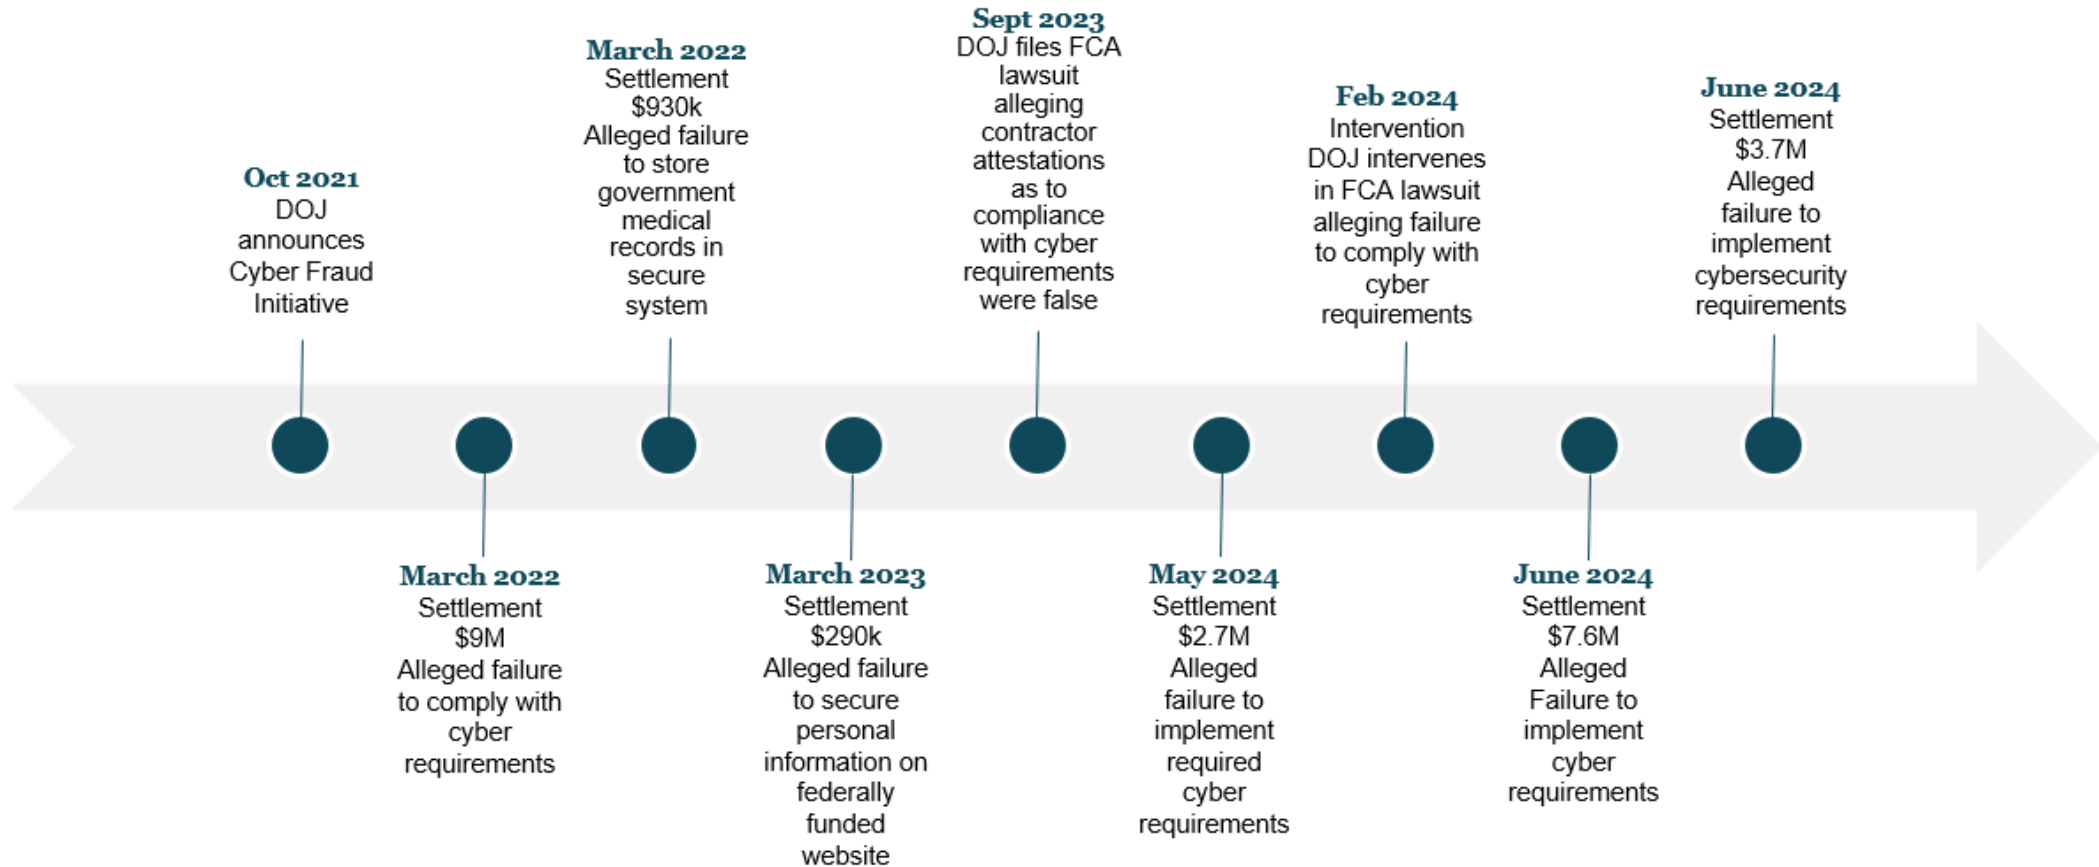 Oct 2021
DOJ
announces
Cyber Fraud
Initiative
March 2022
Settlement
$9M
Alleged failure
to comply with
cyber
requirements
March 2022
Settlement
$930k
Alleged failure
to store
government
medical
records in
secure
system
March 2023
Settlement
$290k
Alleged failure
to secure
personal
information on
federally
funded
website
Sept 2023
DOJ files FCA
lawsuit
alleging
contractor
attestations
as to
compliance
with cyber
requirements
were false
May 2024
Settlement
$2.7M
Alleged
failure to
implement
required
cyber
requirements
Feb 2024
Intervention
DOJ intervenes
in FCA lawsuit
alleging failure
to comply with
cyber
requirements
June 2024
Settlement
$7.6M
Alleged
Failure to
implement
cyber
requirements
June 2024
Settlement
$3.7M
Alleged
failure to
implement
cybersecurity
requirements